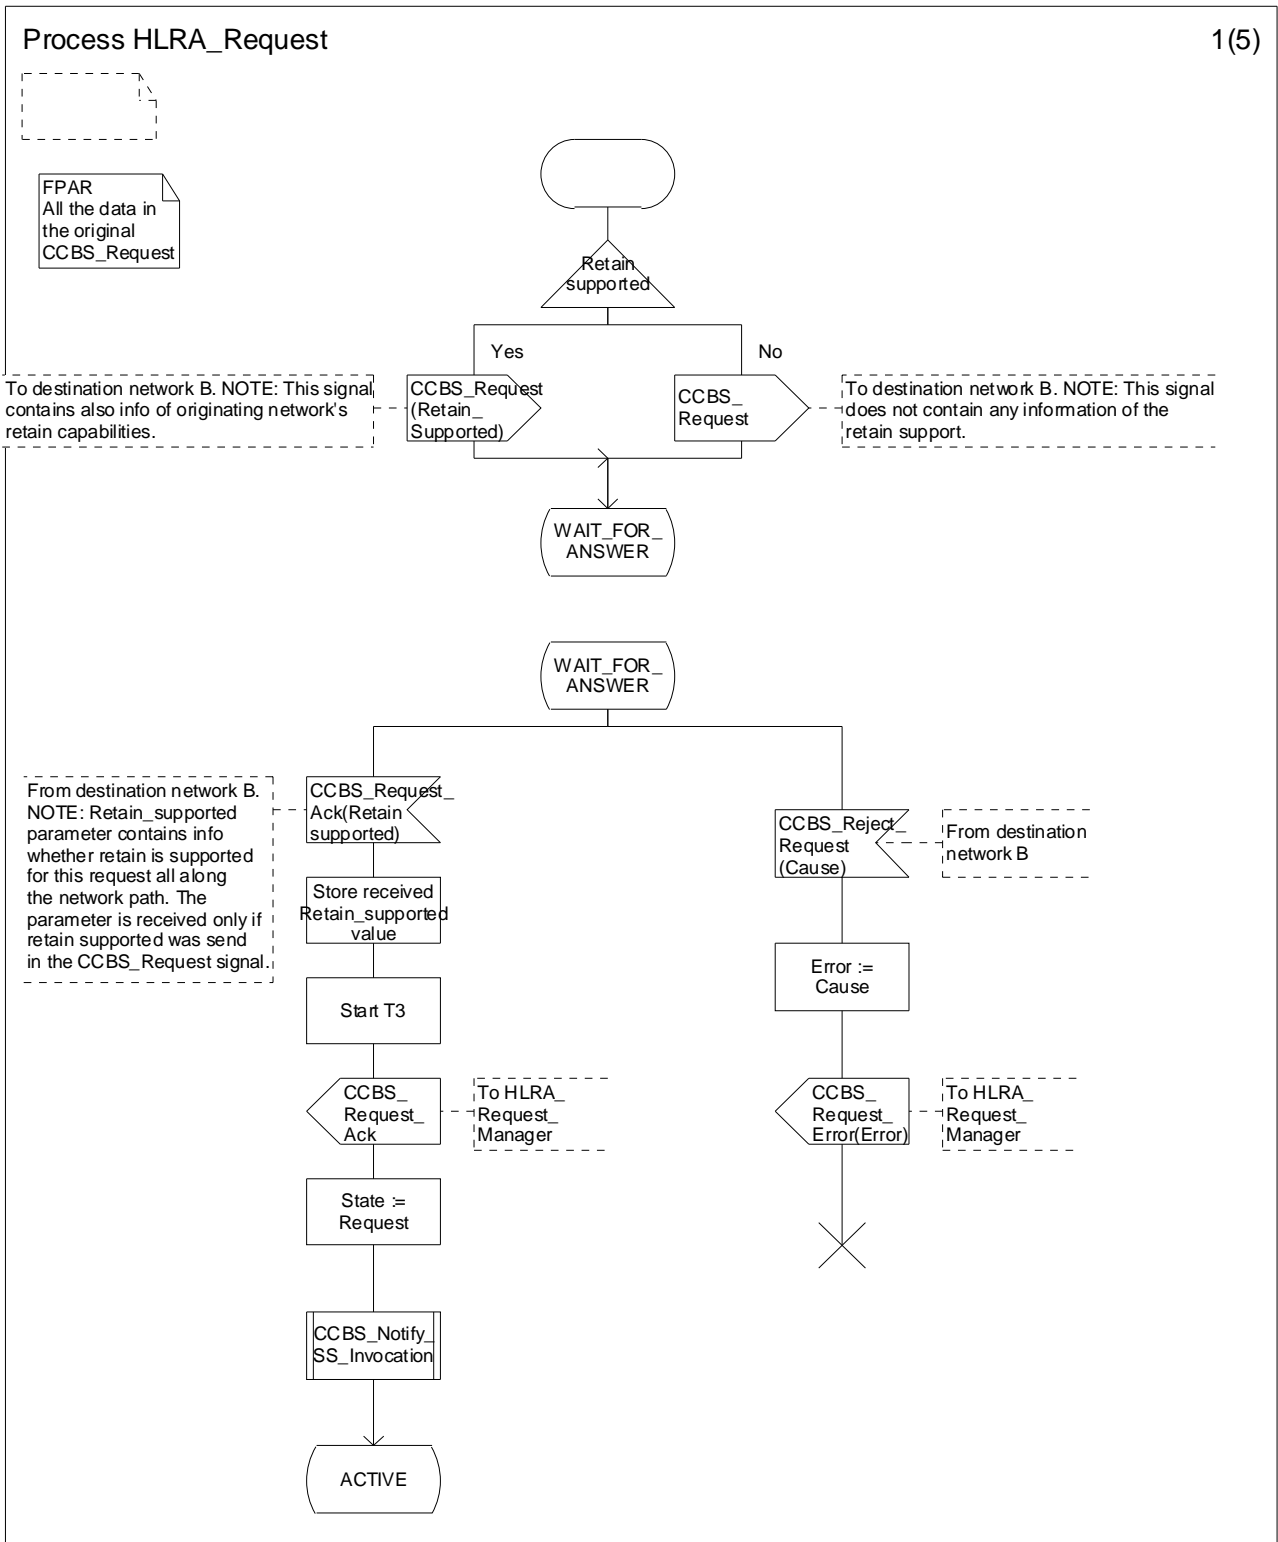 Process HLRA_Request
1(5)
FPAR
All the data in
the original
CCBS_Request
Retain
supported
Yes
No
To destination network B. NOTE: This signal
contains also info of originating network's
retain capabilities.
CCBS_Request
(Retain_
Supported)
CCBS_
Request
To destination network B. NOTE: This signal
does not contain any information of the
retain support.
WAIT_FOR_
ANSWER
WAIT_FOR_
ANSWER
From destination network B.
NOTE: Retain_supported
parameter contains info
whether retain is supported
for this request all along
the network path. The
parameter is received only if
retain supported was send
in the CCBS_Request signal.
CCBS_Request_
Ack(Retain
supported)
CCBS_Reject_
Request
(Cause)
From destination
network B
Store received
Retain_supported
value
Error :=
Cause
Start T3
CCBS_
Request_
Ack
To HLRA_
Request_
Manager
CCBS_
Request_
Error(Error)
To HLRA_
Request_
Manager
State :=
Request
CCBS_Notify_
SS_Invocation
ACTIVE